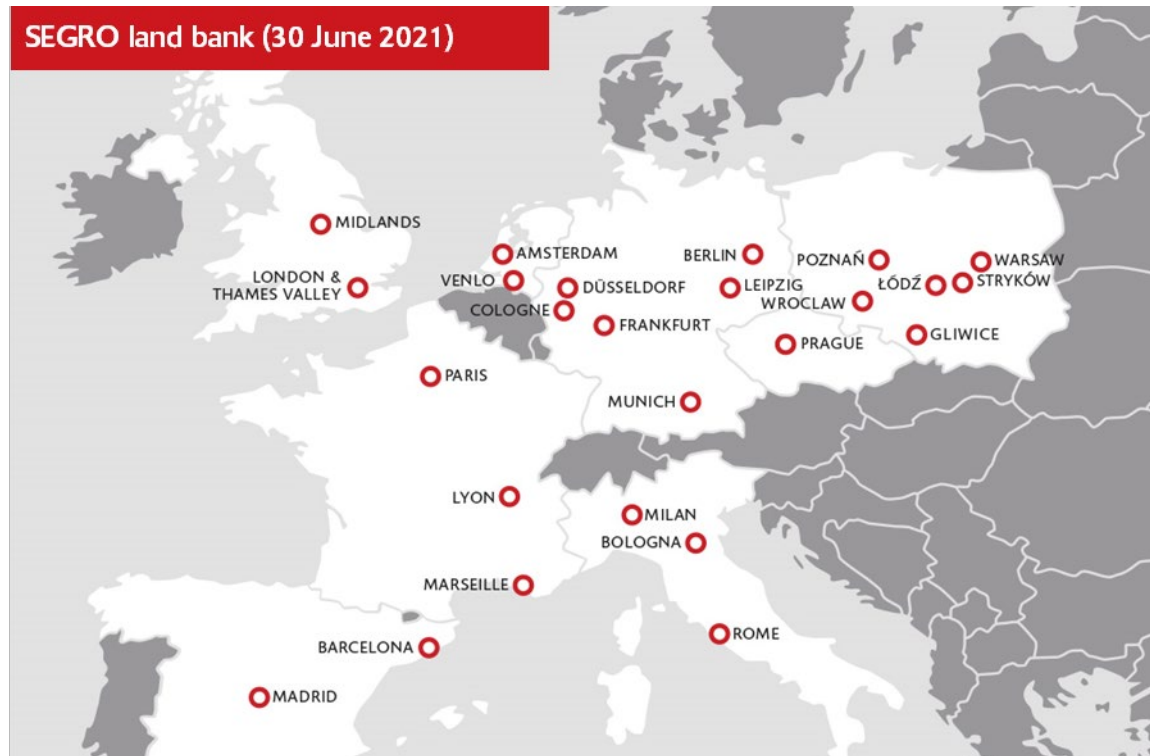 SEGRO land bank (30 June 2021)
MIDLANDS
LONDON &
THAMES VALLEY
AMSTERDAM
VENLO
DÜSSELDORF
COLOGNE
FRANKFURT
BERLIN
LEIPZIG
POZNAŃ
WARSAW
ŁÓDŹ
STRYKÓW
WROCLAW
GLIWICE
PRAGUE
PARIS
MUNICH
LYON
MILAN
BOLOGNA
MARSEILLE
ROME
BARCELONA
MADRID